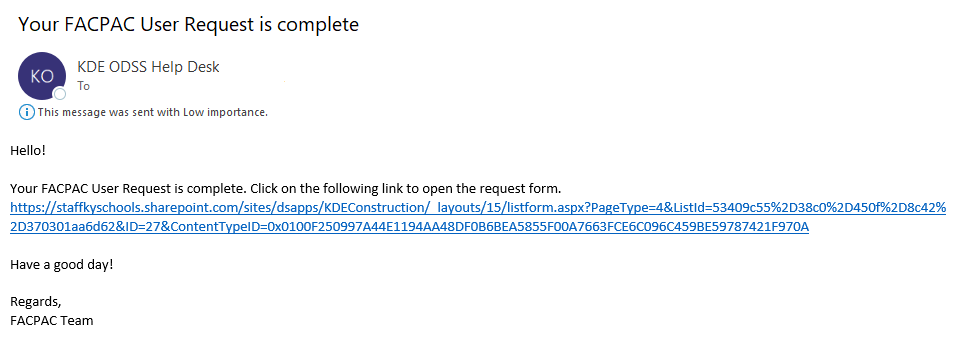 Your FACPAC User Request is complete
KO
KDE ODSS Help Desk
To
This message was sent with Low importance.
Hello!
Your FACPAC User Request is complete. Click on the following link to open the request form.
https://staffkyschools.sharepoint.com/sites/dsapps/KDEConstruction/_layouts/15/listform.aspx?PageType=4&ListId=53409c55%2D38c0%2D450f%2D8c42%
2D370301aa6d62&ID=27&ContentTypeID=0x0100F250997A44E1194AA48DF0B6BEA5855F00A7663FCE6C096C459BE59787421F970A
Have a good day!
Regards,
FACPAC Team